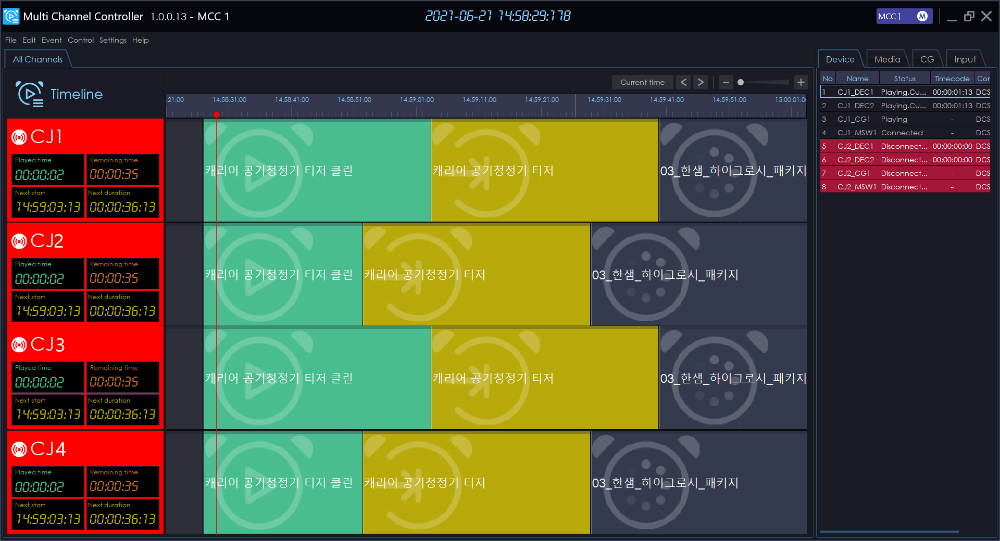 Multi Channel Controller 1.0.0.13 - MCC 1
2021-06-21 14:58:29:178
MCC 1 M
File Edit Event Control Settings Help
All Channels
Timeline
Current time
:21:00 14:58:31:00 14:58:41:00 14:58:51:00 14:59:01:00 14:59:11:00 14:59:21:00 14:59:31:00 14:59:41:00 14:59:51:00 15:00:01:00
CJ1
Played time Remaining time
00:00:02 00:00:35
Next start Next duration
14:59:03:13 00:00:36:13
캐리어 공기청정기 티저 클린
캐리어 공기청정기 티저
03_한샘_하이그로시_패키지
CJ2
Played time Remaining time
00:00:02 00:00:35
Next start Next duration
14:59:03:13 00:00:36:13
캐리어 공기청정기 티저 클린
캐리어 공기청정기 티저
03_한샘_하이그로시_패키지
CJ3
Played time Remaining time
00:00:02 00:00:35
Next start Next duration
14:59:03:13 00:00:36:13
캐리어 공기청정기 티저 클린
캐리어 공기청정기 티저
03_한샘_하이그로시_패키지
CJ4
Played time Remaining time
00:00:02 00:00:35
Next start Next duration
14:59:03:13 00:00:36:13
캐리어 공기청정기 티저 클린
캐리어 공기청정기 티저
03_한샘_하이그로시_패키지
Device Media CG Input
No Name Status Timecode Cor
1 CJ1_DEC1 Playing.Cu... 00:00:01:13 DCS
2 CJ1_DEC2 Playing.Cu... 00:00:01:13 DCS
3 CJ1_CG1 Playing - DCS
4 CJ1_MSW1 Connected - DCS
5 CJ2_DEC1 Disconnect... 00:00:00:00 DCS
6 CJ2_DEC2 Disconnect... 00:00:00:00 DCS
7 CJ2_CG1 Disconnect... - DCS
8 CJ2_MSW1 Disconnect... - DCS